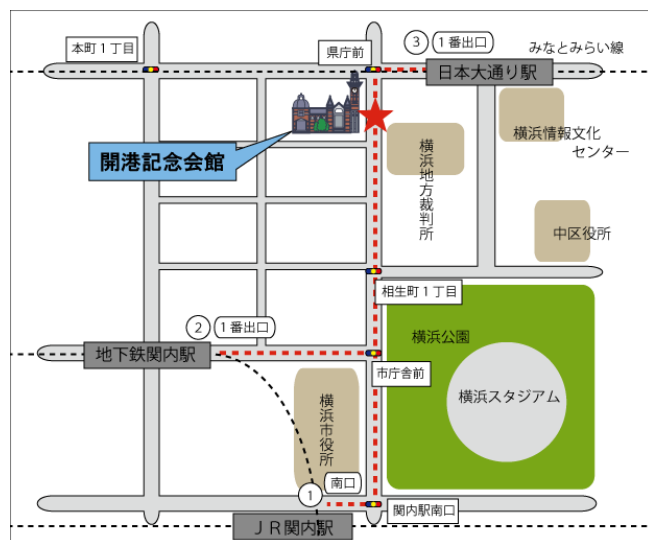 本町1丁目
県庁前
③ 1番出口
みなとみらい線
日本大通り駅
横浜情報文化
センター
開港記念会館
横浜地方裁判所
中区役所
相生町1丁目
② 1番出口
地下鉄関内駅
横浜公園
市庁舎前
横浜スタジアム
横浜市役所
南口
①
関内駅南口
JR関内駅